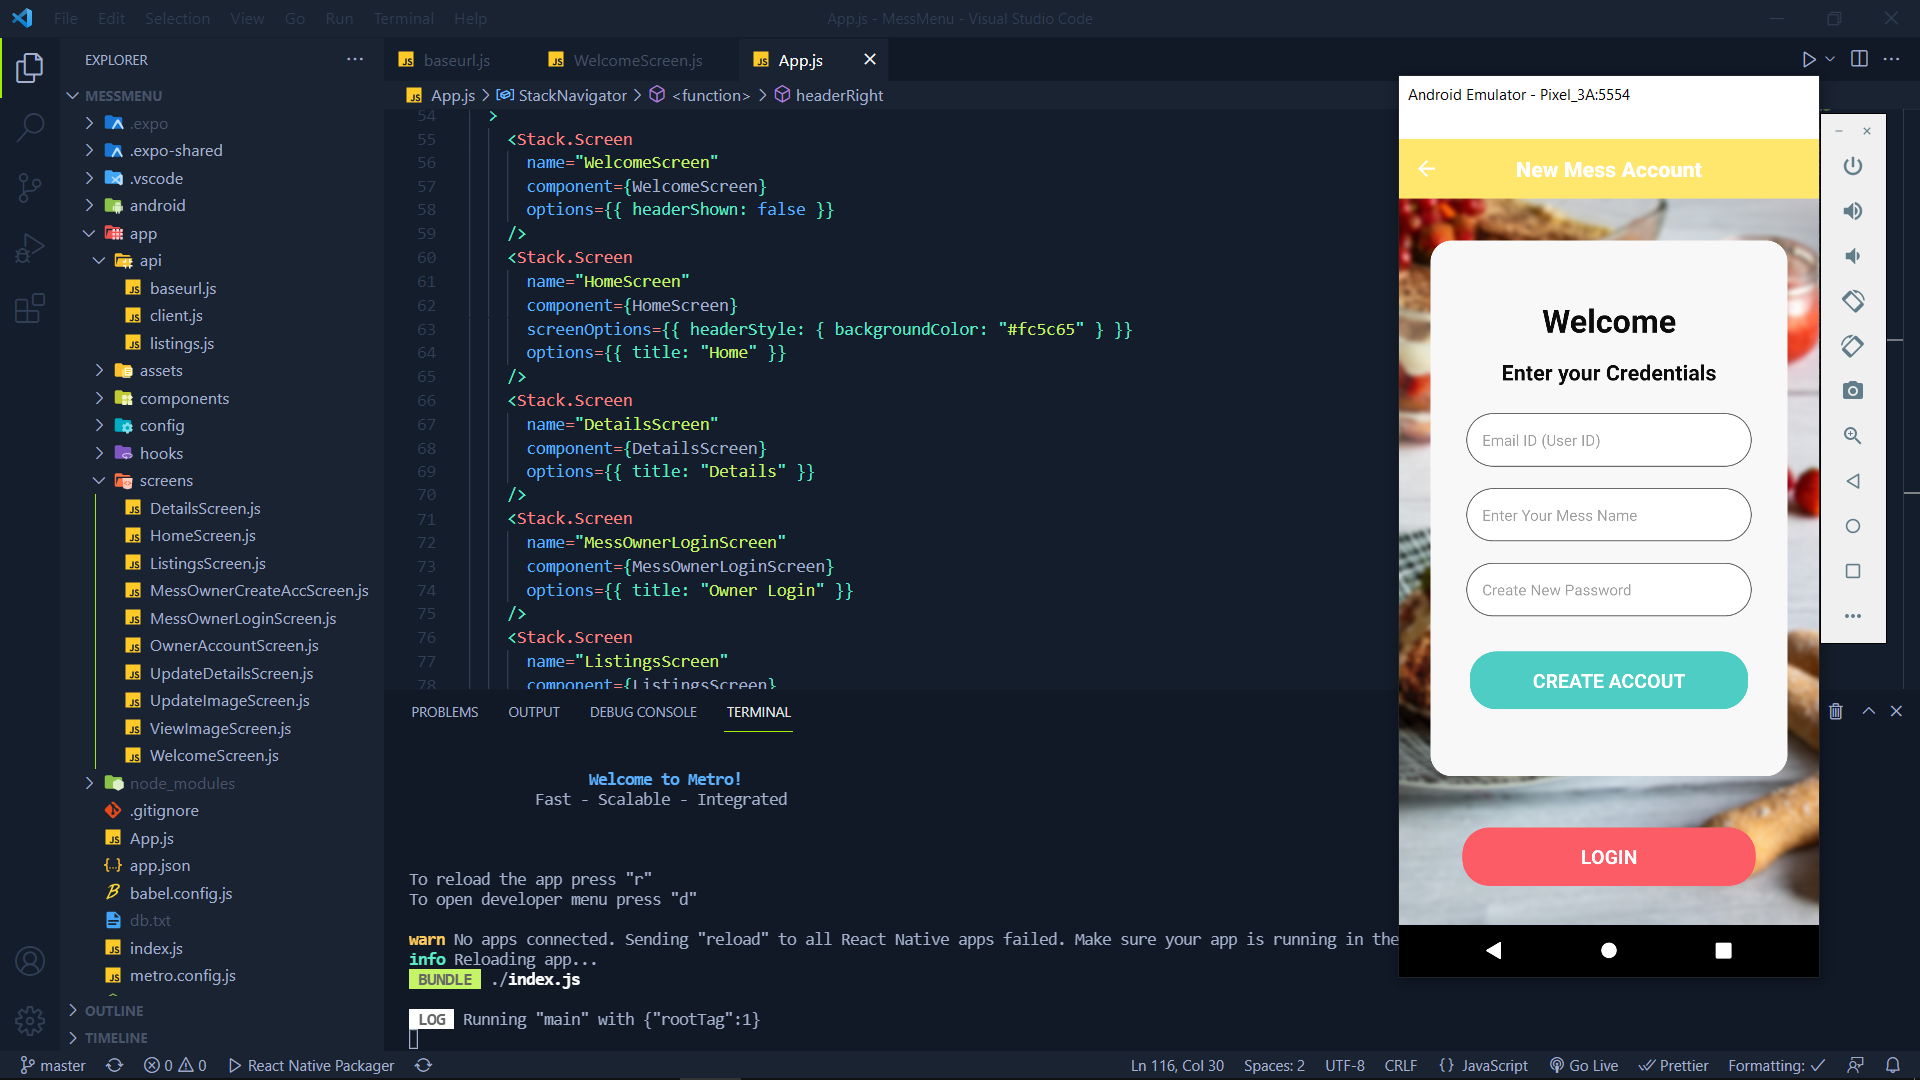 File Edit Selection View Go Run Terminal Help
App.js - MessMenu - Visual Studio Code
EXPLORER
MESSMENU
.expo
.expo-shared
.vscode
android
app
api
baseurl.js
client.js
listings.js
assets
components
config
hooks
screens
DetailsScreen.js
HomeScreen.js
ListingsScreen.js
MessOwnerCreateAccScreen.js
MessOwnerLoginScreen.js
OwnerAccountScreen.js
UpdateDetailsScreen.js
UpdateImageScreen.js
ViewImageScreen.js
WelcomeScreen.js
node_modules
.gitignore
App.js
app.json
babel.config.js
db.txt
index.js
metro.config.js
OUTLINE
TIMELINE
baseurl.js WelcomeScreen.js App.js
App.js > StackNavigator > <function> > headerRight
54 >
55 <Stack.Screen
56 name="WelcomeScreen"
57 component={WelcomeScreen}
58 options={{ headerShown: false }}
59 />
60 <Stack.Screen
61 name="HomeScreen"
62 component={HomeScreen}
63 screenOptions={{ headerStyle: { backgroundColor: "#fc5c65" } }}
64 options={{ title: "Home" }}
65 />
66 <Stack.Screen
67 name="DetailsScreen"
68 component={DetailsScreen}
69 options={{ title: "Details" }}
70 />
71 <Stack.Screen
72 name="MessOwnerLoginScreen"
73 component={MessOwnerLoginScreen}
74 options={{ title: "Owner Login" }}
75 />
76 <Stack.Screen
77 name="ListingsScreen"
78 component={ListingsScreen}
PROBLEMS OUTPUT DEBUG CONSOLE TERMINAL
Welcome to Metro!
Fast - Scalable - Integrated
To reload the app press "r"
To open developer menu press "d"
warn No apps connected. Sending "reload" to all React Native apps failed. Make sure your app is running in the
info Reloading app...
BUNDLE ./index.js
LOG Running "main" with {"rootTag":1}
Android Emulator - Pixel_3A:5554
New Mess Account
Welcome
Enter your Credentials
Email ID (User ID)
Enter Your Mess Name
Create New Password
CREATE ACCOUT
LOGIN
master 0 0 React Native Packager Ln 116, Col 30 Spaces: 2 UTF-8 CRLF {} JavaScript Go Live Prettier Formatting: ✓